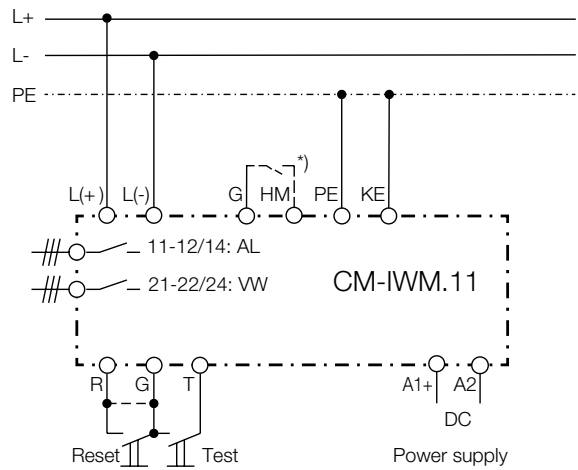 L+
L-
PE
L(+) L(-) G HM *) PE KE
11-12/14: AL
21-22/24: VW
CM-IWM.11
R G T A1+ A2
DC
Reset Test Power supply